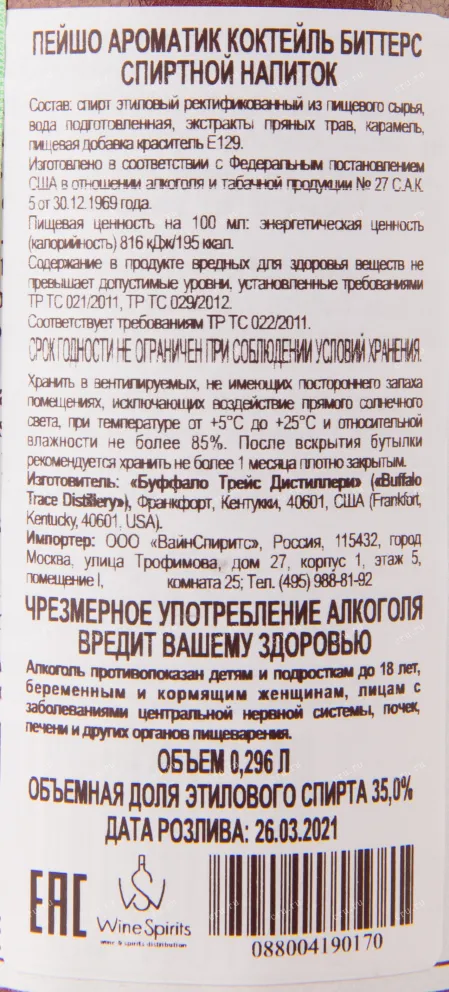 ПЕЙШО АРОМАТИК КОКТЕЙЛЬ БИТТЕРС
СПИРТНОЙ НАПИТОК
Состав: спирт этиловый ректификованный из пищевого сырья,
вода подготовленная, экстракты пряных трав, карамель,
пищевая добавка краситель Е129.
Изготовлено в соответствии с Федеральным постановлением
США в отношении алкоголя и табачной продукции № 27 С.А.К.
5 от 30.12.1969 года.
Пищевая ценность на 100 мл: энергетическая ценность
(калорийность) 816 кДж/195 ккал.
Содержание в продукте вредных для здоровья веществ не
превышает допустимые уровни, установленные требованиями
ТР ТС 021/2011, ТР ТС 029/2012.
Соответствует требованиям ТР ТС 022/2011.
СРОК ГОДНОСТИ НЕ ОГРАНИЧЕН ПРИ СОБЛЮДЕНИИ УСЛОВИЙ ХРАНЕНИЯ.
Хранить в вентилируемых, не имеющих постороннего запаха
помещениях, исключающих воздействие прямого солнечного
света, при температуре от +5°С до +25°С и относительной
влажности не более 85%. После вскрытия бутылки
рекомендуется хранить не более 1 месяца плотно закрытым.
Изготовитель: «Буффало Трейс Дистиллери» («Buffalo
Trace Distillery»), Франкфорт, Кентукки, 40601, США (Frankfort,
Kentucky, 40601, USA).
Импортер: ООО «ВайнСпиритс», Россия, 115432, город
Москва, улица Трофимова, дом 27, корпус 1, этаж 5,
помещение I, комната 25; Тел. (495) 988-81-92
ЧРЕЗМЕРНОЕ УПОТРЕБЛЕНИЕ АЛКОГОЛЯ
ВРЕДИТ ВАШЕМУ ЗДОРОВЬЮ
Алкоголь противопоказан детям и подросткам до 18 лет,
беременным и кормящим женщинам, лицам с
заболеваниями центральной нервной системы, почек,
печени и других органов пищеварения.
ОБЪЕМ 0,296 Л
ОБЪЕМНАЯ ДОЛЯ ЭТИЛОВОГО СПИРТА 35,0%
ДАТА РОЗЛИВА: 26.03.2021
EAC
WineSpirits
wine & spirits distribution
088004190170